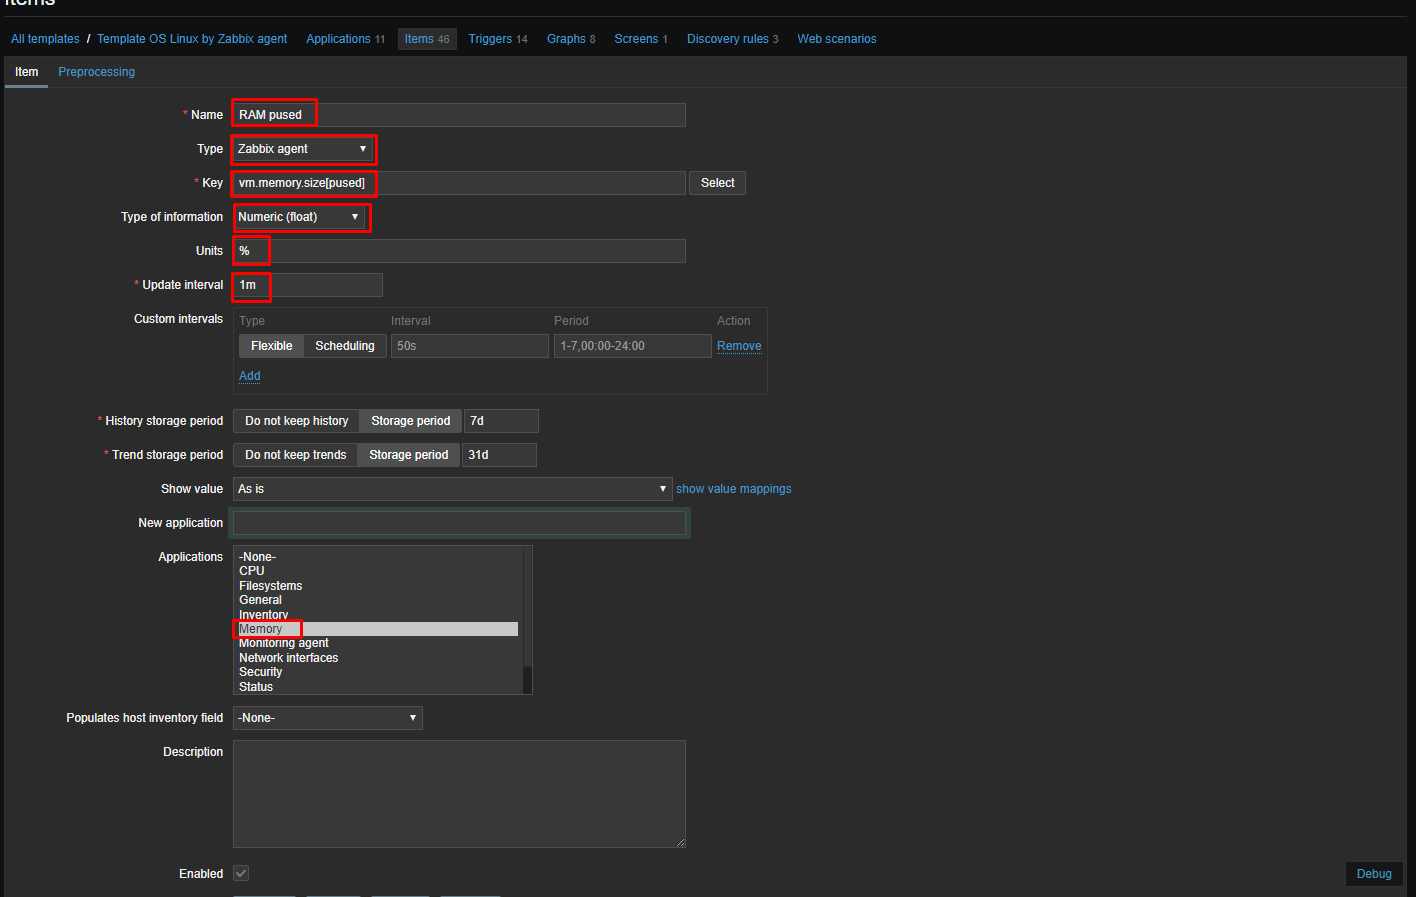 Items
All templates / Template OS Linux by Zabbix agent Applications 11 Items 46 Triggers 14 Graphs 8 Screens 1 Discovery rules 3 Web scenarios
Item Preprocessing
* Name RAM pused
Type Zabbix agent
* Key vm.memory.size[pused] Select
Type of information Numeric (float)
Units %
* Update interval 1m
Custom intervals Type Interval Period Action
Flexible Scheduling 50s 1-7,00:00-24:00 Remove
Add
* History storage period Do not keep history Storage period 7d
* Trend storage period Do not keep trends Storage period 31d
Show value As is show value mappings
New application
Applications -None-
CPU
Filesystems
General
Inventory
Memory
Monitoring agent
Network interfaces
Security
Status
Populates host inventory field -None-
Description
Enabled
Debug